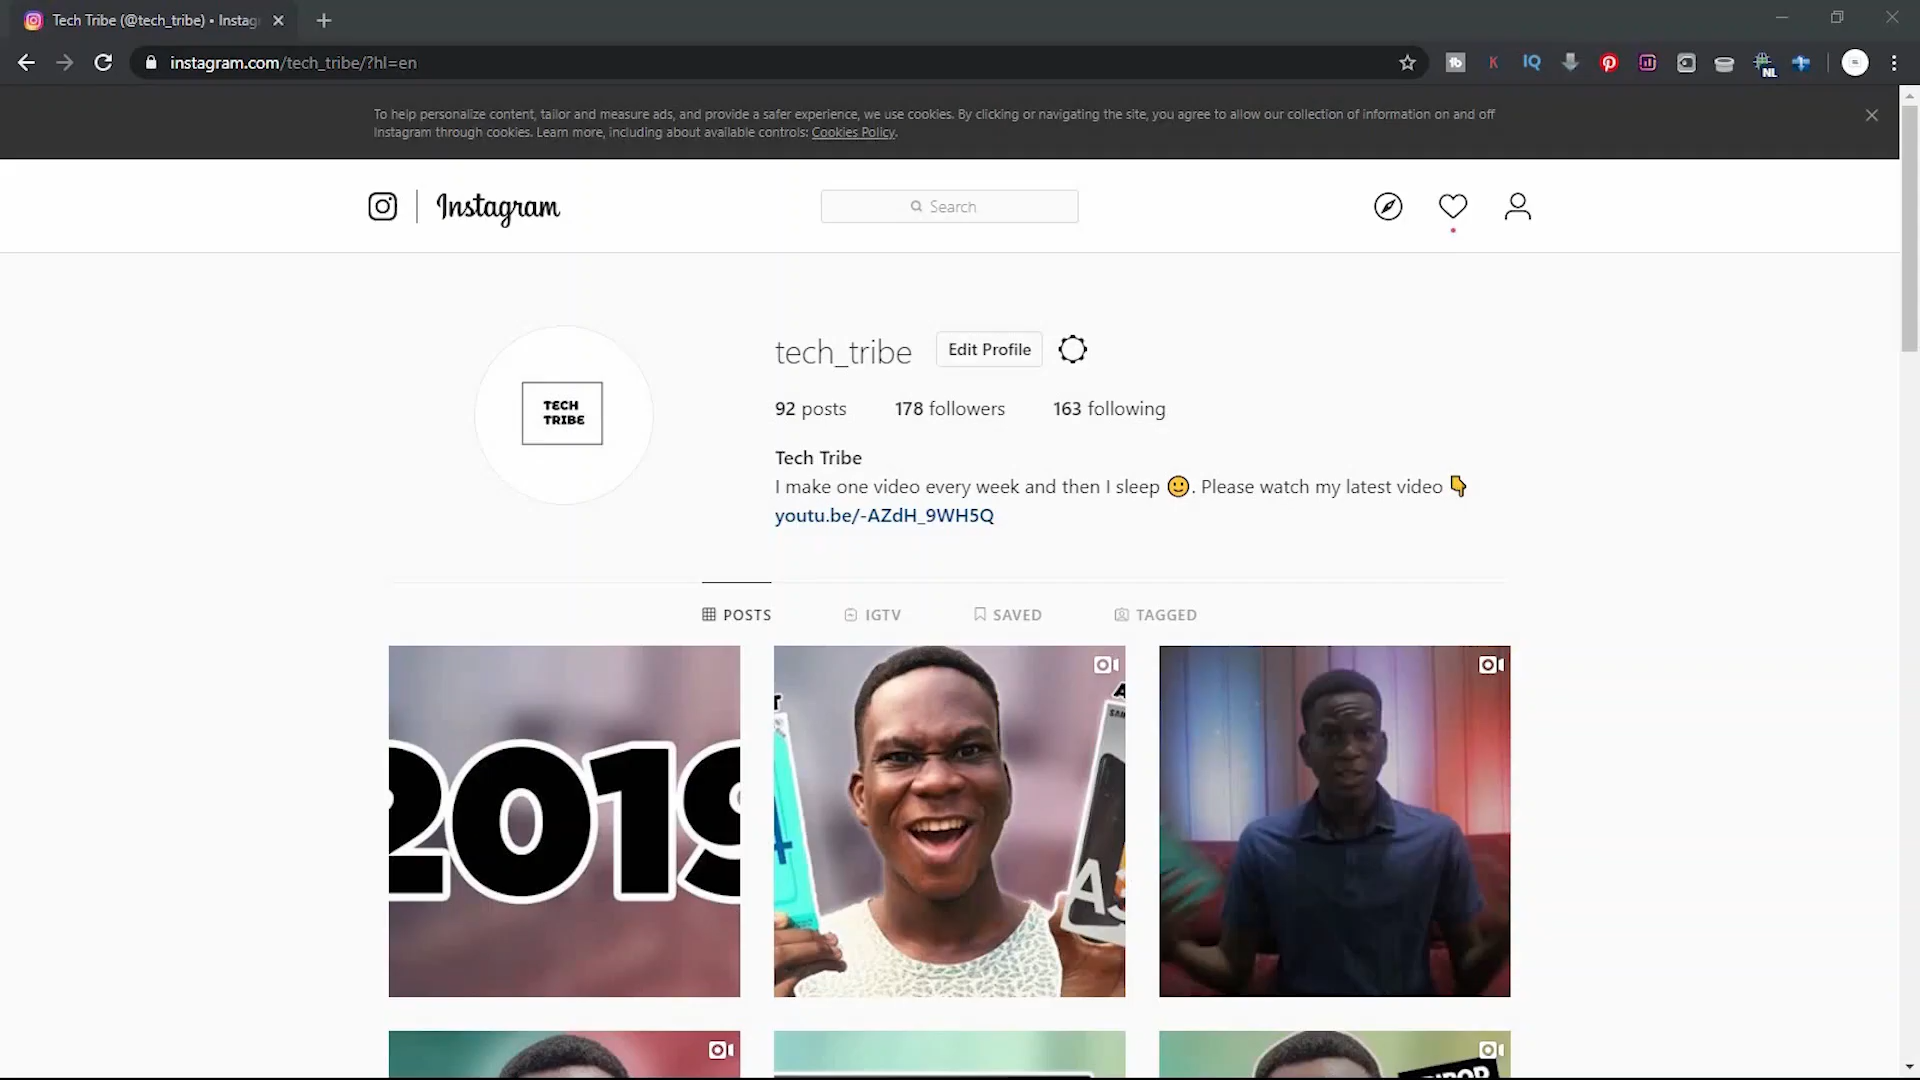 Tech Tribe (@tech_tribe) • Instag
instagram.com/tech_tribe/?hl=en
tb
K
IQ
NL
To help personalize content, tailor and measure ads, and provide a safer experience, we use cookies. By clicking or navigating the site, you agree to allow our collection of information on and off
Instagram through cookies. Learn more, including about available controls: Cookies Policy.
Instagram
Search
tech_tribe
Edit Profile
92 posts
178 followers
163 following
TECH
TRIBE
Tech Tribe
I make one video every week and then I sleep 🙂. Please watch my latest video 👇
youtu.be/-AZdH_9WH5Q
POSTS
IGTV
SAVED
TAGGED
2019